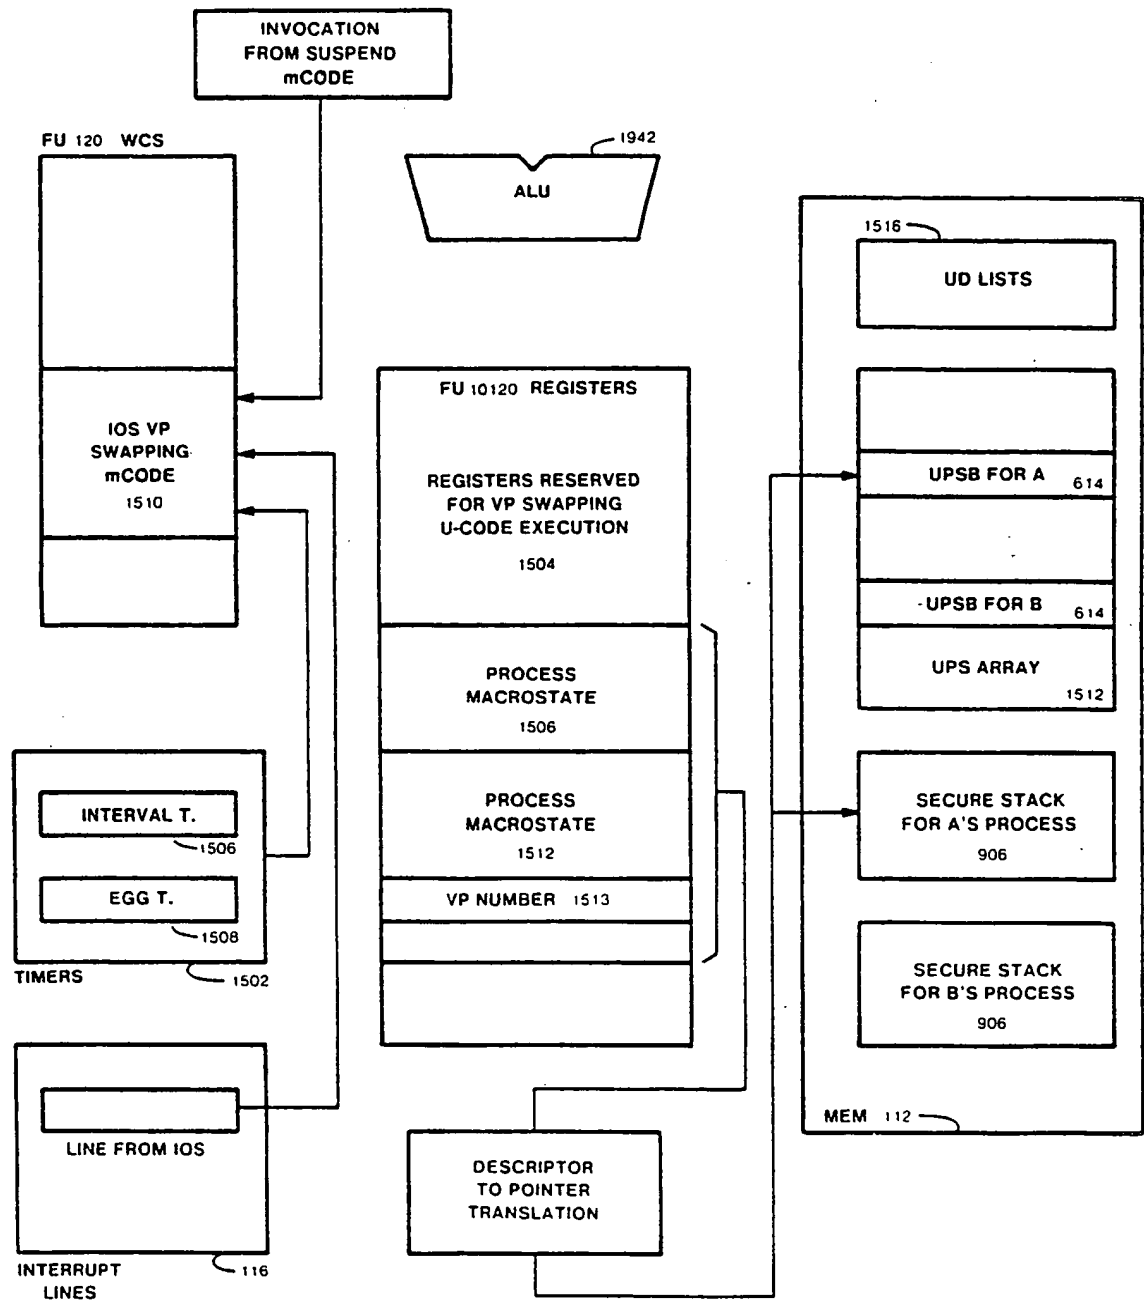 INVOCATION
FROM SUSPEND
mCODE
FU 120 WCS
1942
ALU
1516
UD LISTS
FU 10120 REGISTERS
IOS VP
SWAPPING
mCODE
1510
REGISTERS RESERVED
FOR VP SWAPPING
U-CODE EXECUTION
1504
UPSB FOR A 614
UPSB FOR B 614
UPS ARRAY
1512
PROCESS
MACROSTATE
1506
PROCESS
MACROSTATE
1512
VP NUMBER 1513
INTERVAL T.
1506
EGG T.
1508
TIMERS 1502
SECURE STACK
FOR A'S PROCESS
906
SECURE STACK
FOR B'S PROCESS
906
MEM 112
LINE FROM IOS
INTERRUPT
LINES
116
DESCRIPTOR
TO POINTER
TRANSLATION